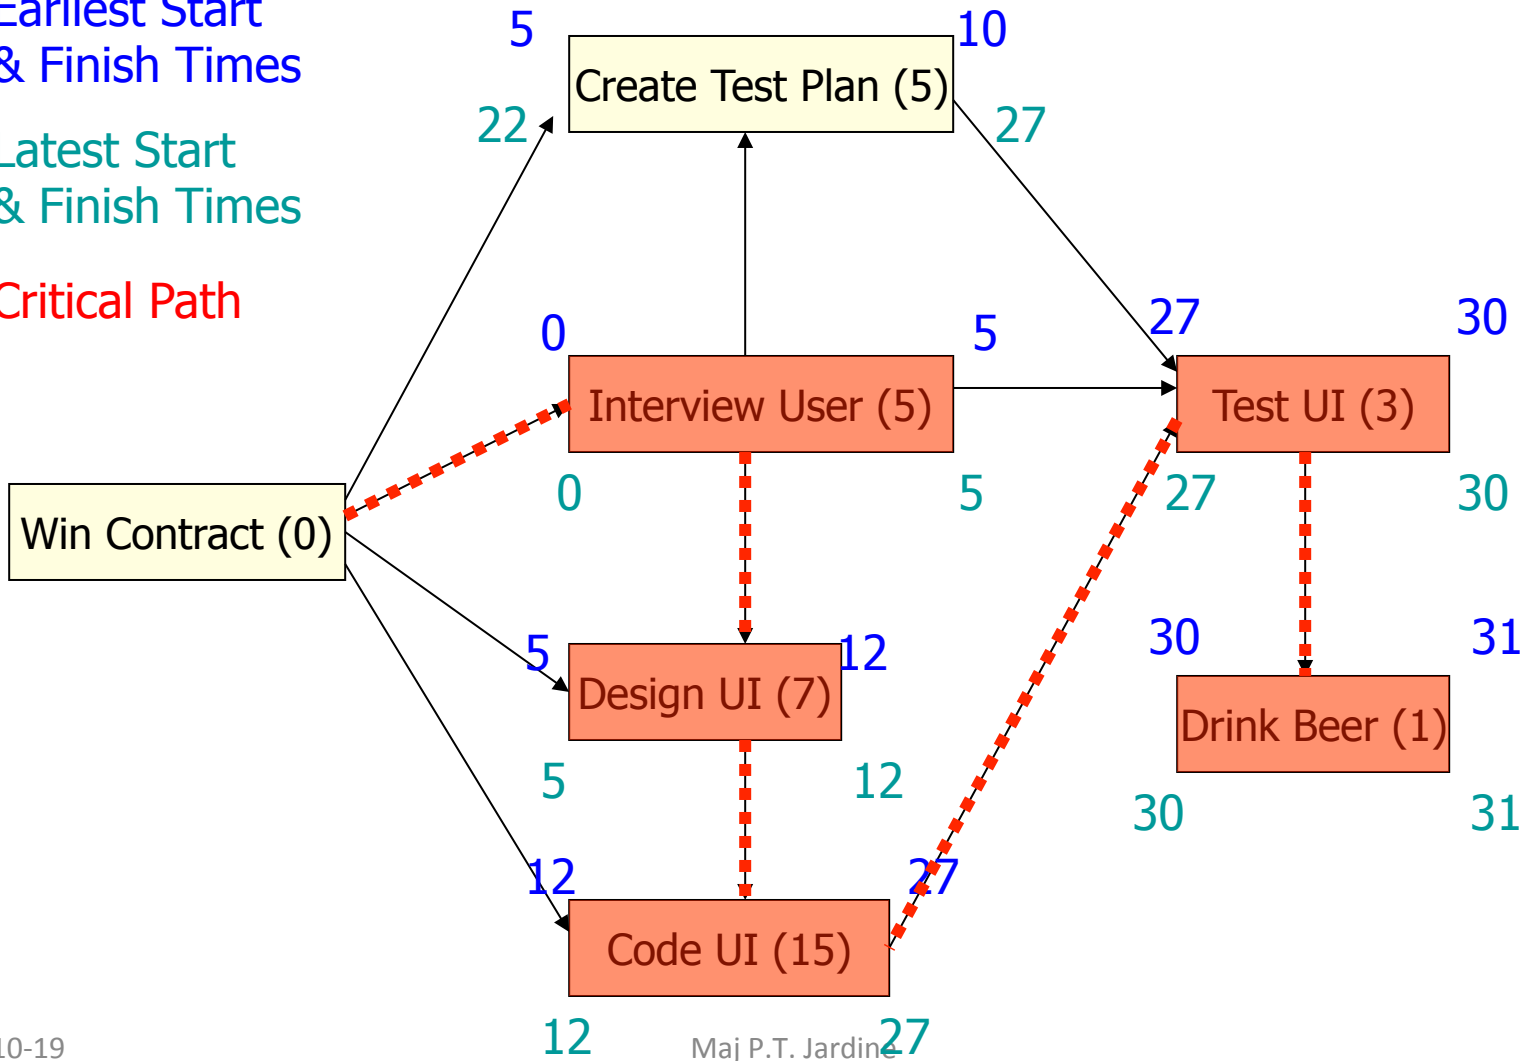 Earliest Start
& Finish Times
Latest Start
& Finish Times
Critical Path
5
10
Create Test Plan (5)
22
27
0
5
Interview User (5)
0
5
27
30
Test UI (3)
27
30
Win Contract (0)
5
12
Design UI (7)
5
12
30
31
Drink Beer (1)
30
31
12
27
Code UI (15)
12
27
10-19
Maj P.T. Jardine